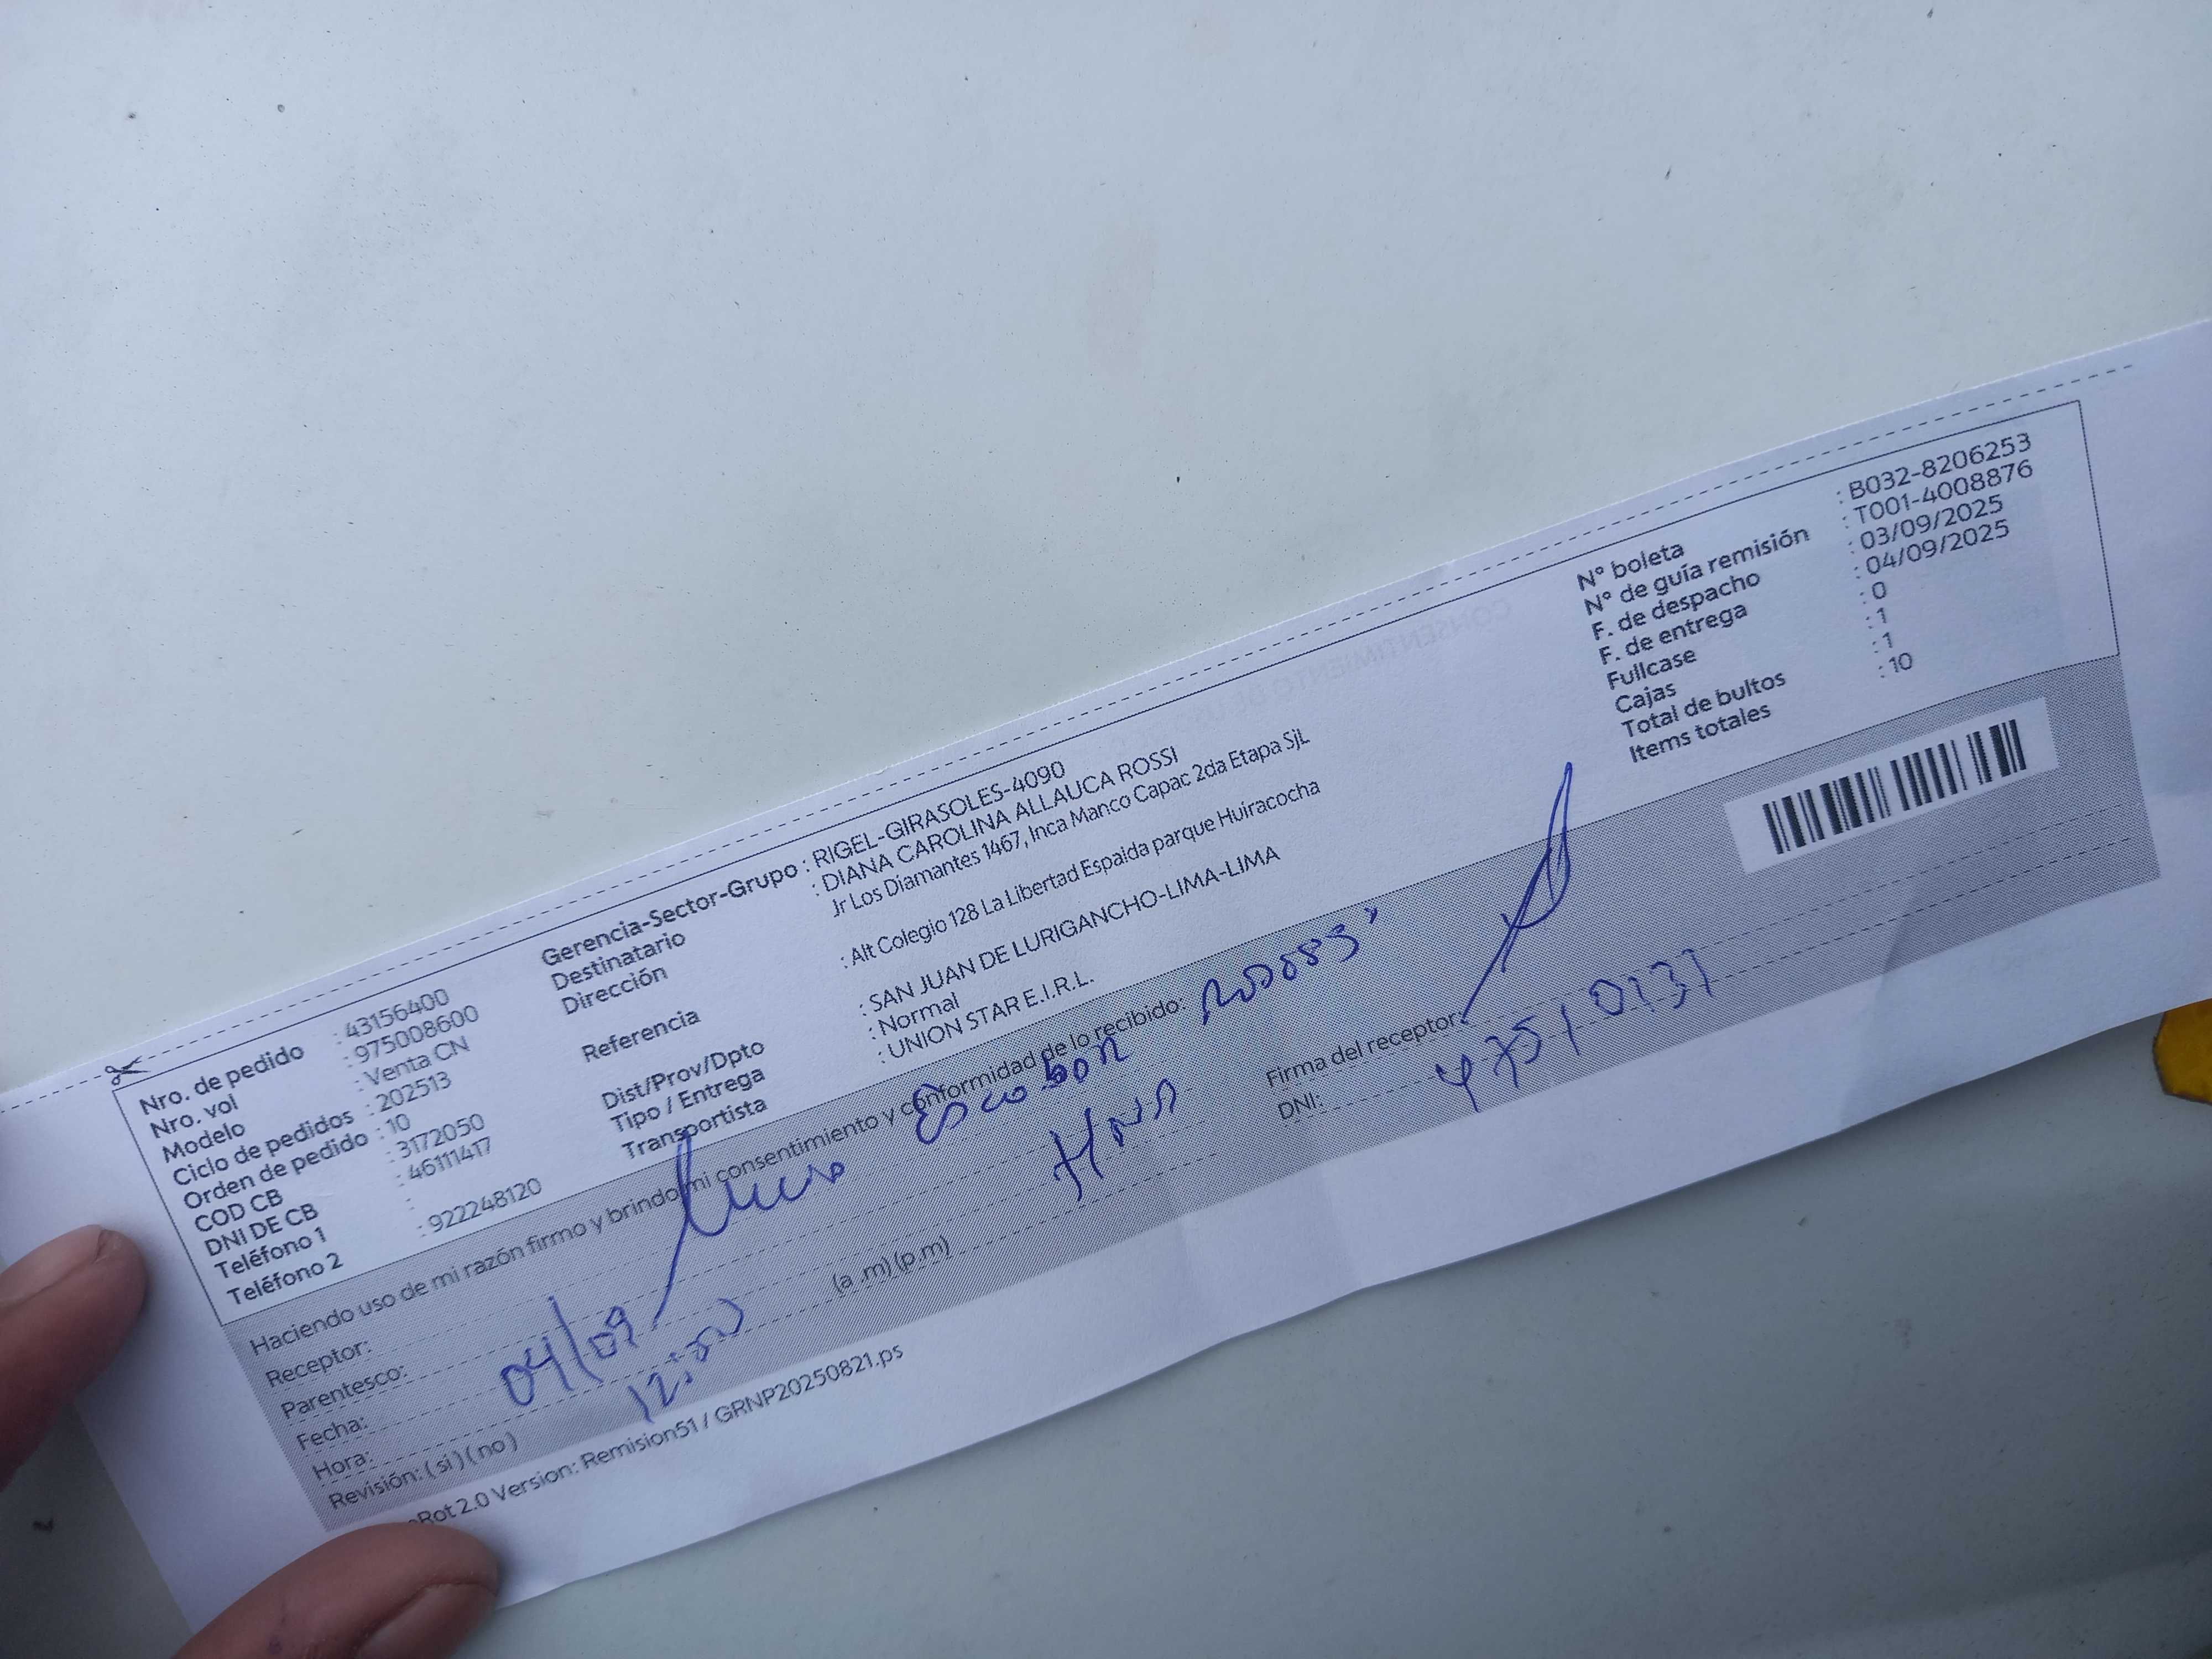 Nro. de pedido : 43156400
Nro. vol : 975008600
Modelo : Venta CN
Ciclo de pedidos : 202513
Orden de pedido : 10
COD CB : 3172050
DNI DE CB : 46111417
Teléfono 1 :
Teléfono 2 : 922248120
Gerencia-Sector-Grupo : RIGEL-GIRASOLES-4090
Destinatario : DIANA CAROLINA ALLAUCA ROSSI
Dirección Jr Los Diamantes 1467, Inca Manco Capac 2da Etapa SjL
Referencia : Alt Colegio 128 La Libertad Espaida parque Huiracocha
Dist/Prov/Dpto : SAN JUAN DE LURIGANCHO-LIMA-LIMA
Tipo / Entrega : Normal
Transportista : UNION STAR E.I.R.L.
N° boleta : B032-8206253
N° de guía remisión : T001-4008876
F. de despacho : 03/09/2025
F. de entrega : 04/09/2025
Fullcase : 0
Cajas : 1
Total de bultos : 1
Items totales : 10
Haciendo uso de mi razón firmo y brindo mi consentimiento y conformidad de lo recibido:
Receptor: Escobar
Parentesco: HNA
Fecha: 04/09
Hora: (a .m) (p.m)
Revisión: ( si ) ( no )
Firma del receptor:
DNI: 47510137
Bot 2.0 Version: Remision51 / GRNP20250821.ps